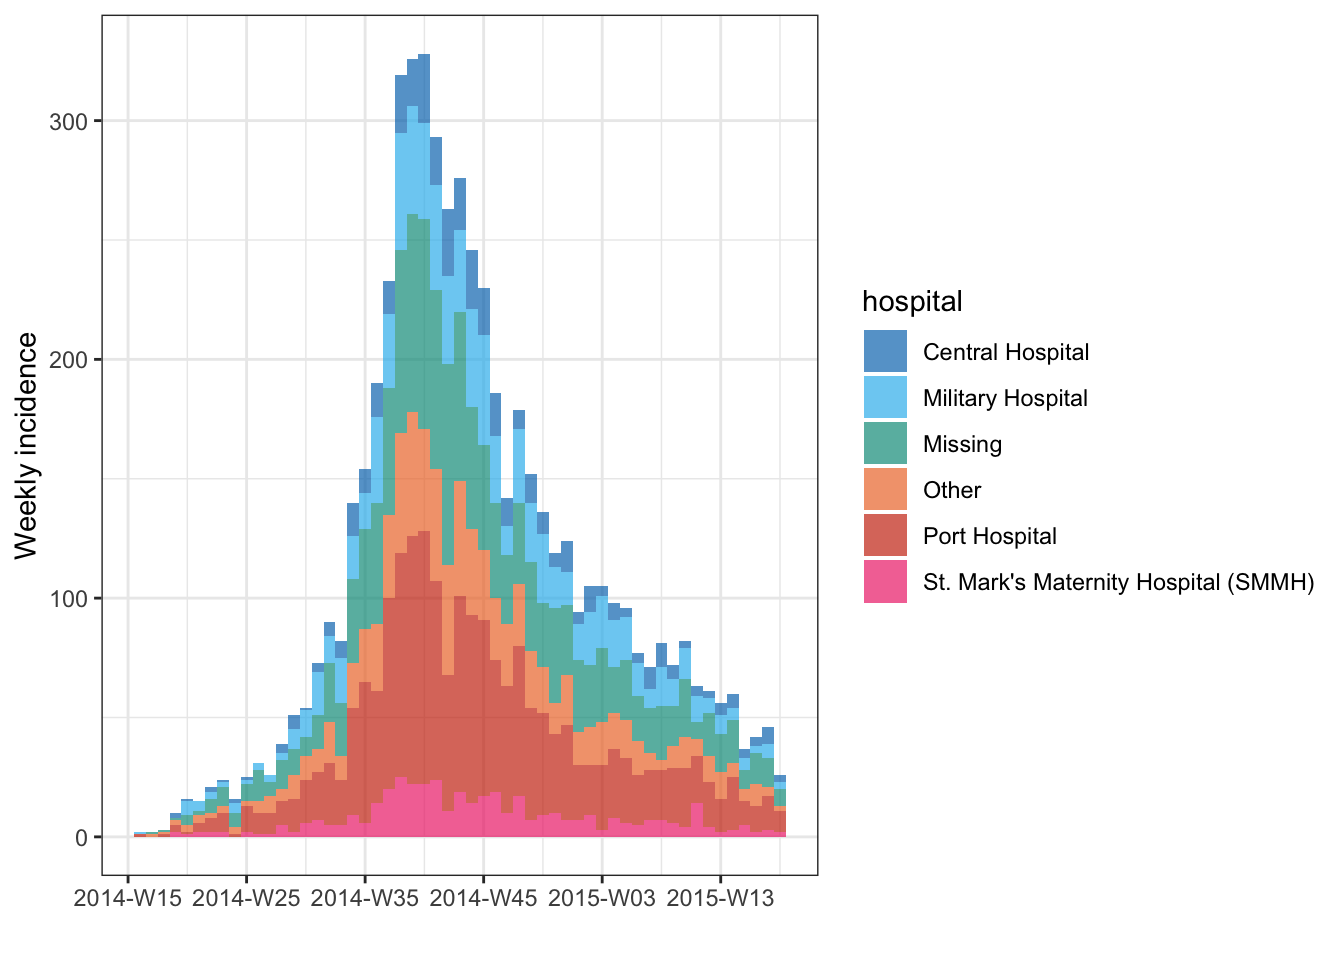 Weekly incidence
300
200
100
0
2014-W15 2014-W25 2014-W35 2014-W45 2015-W03 2015-W13
hospital
Central Hospital
Military Hospital
Missing
Other
Port Hospital
St. Mark's Maternity Hospital (SMMH)